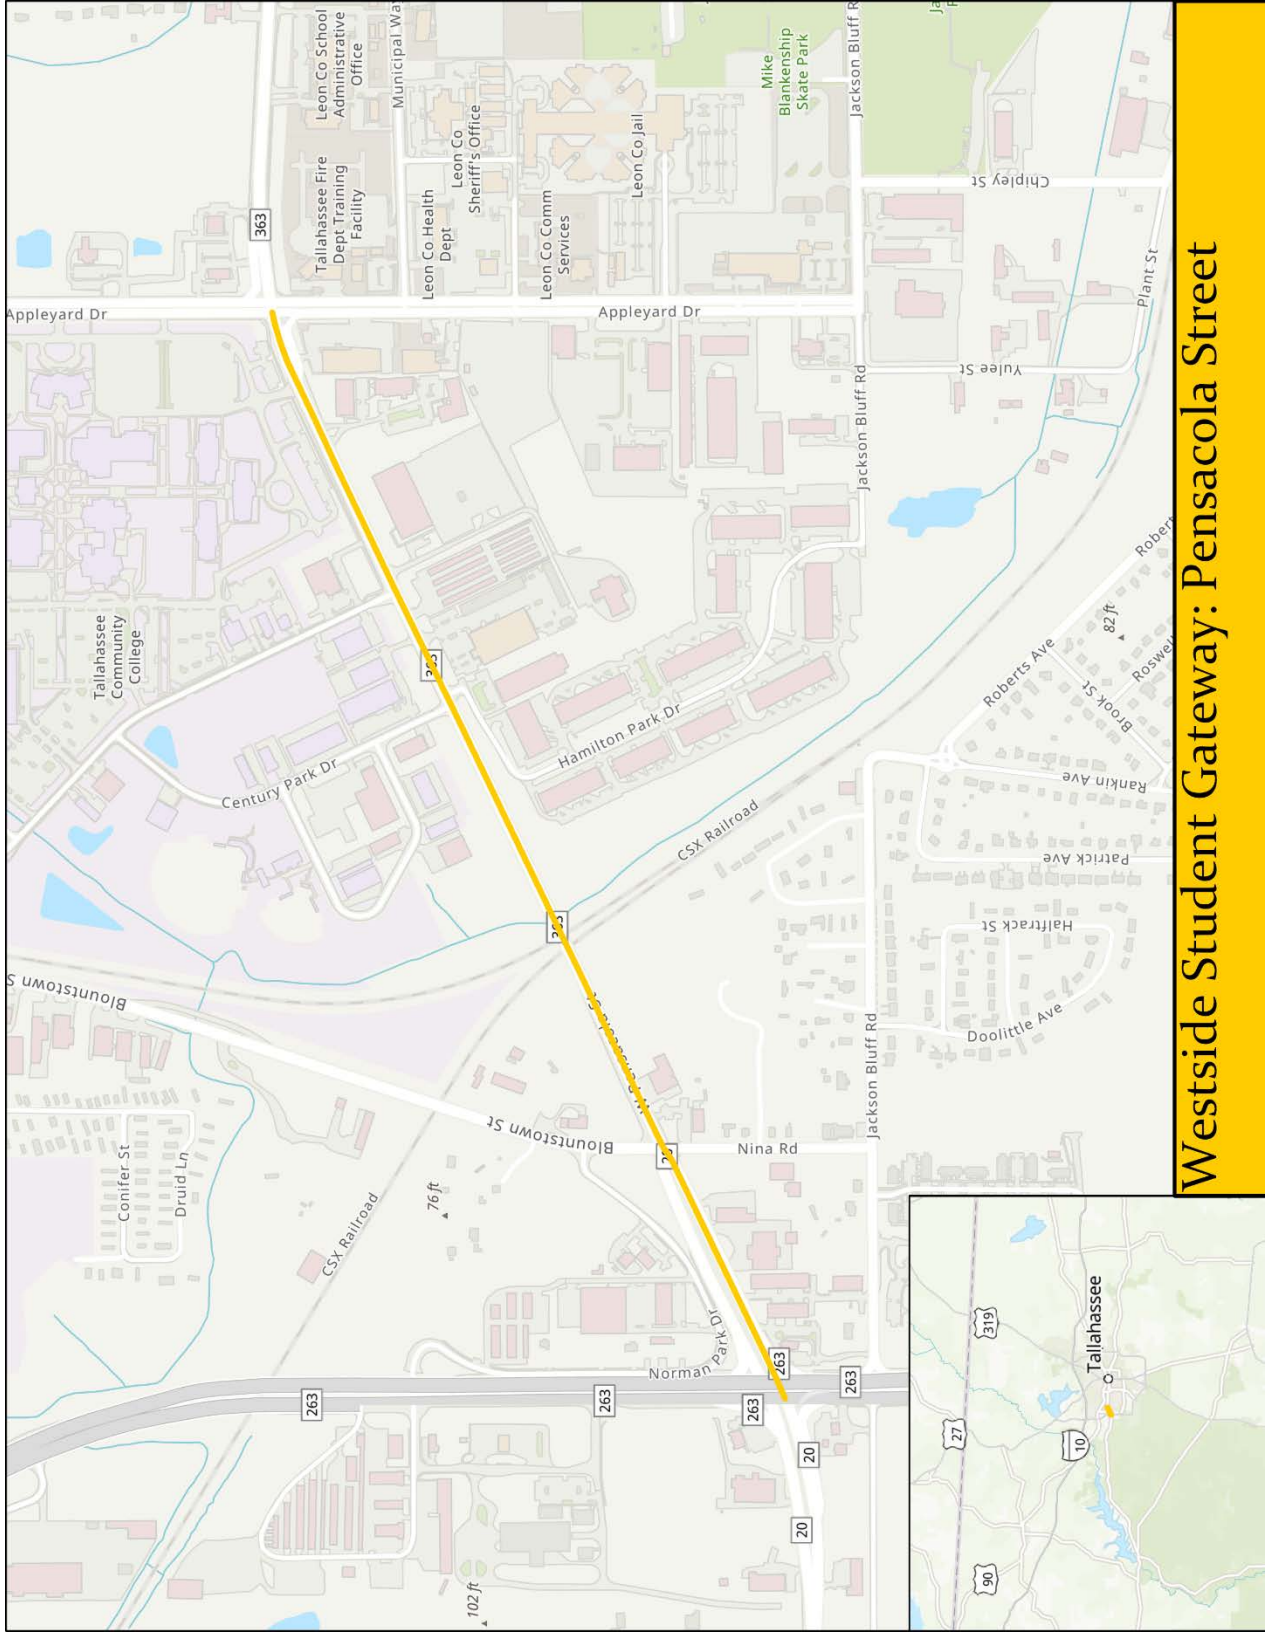 Leon Co School
Administrative
Office
Municipal Way
363
Tallahassee Fire
Dept Training
Facility
Leon Co
Sheriff's Office
Leon Co Health
Dept
Leon Co Comm
Services
Leon Co Jail
Mike
Blankenship
Skate Park
Chipley St
Appleyard Dr
Appleyard Dr
Plant St
Yulee St
Jackson Bluff Rd
Tallahassee
Community
College
Hamilton Park Dr
Century Park Dr
CSX Railroad
Roberts Ave
82 ft
Brook St
Rankin Ave
Patrick Ave
Halftrack St
Doolittle Ave
Jackson Bluff Rd
Blountstown S
Blountstown St
Nina Rd
Conifer St
Druid Ln
CSX Railroad
76 ft
Norman Park Dr
263
263
263
263
263
20
20
102 ft
Tallahassee
319
27
10
90
Westside Student Gateway: Pensacola Street